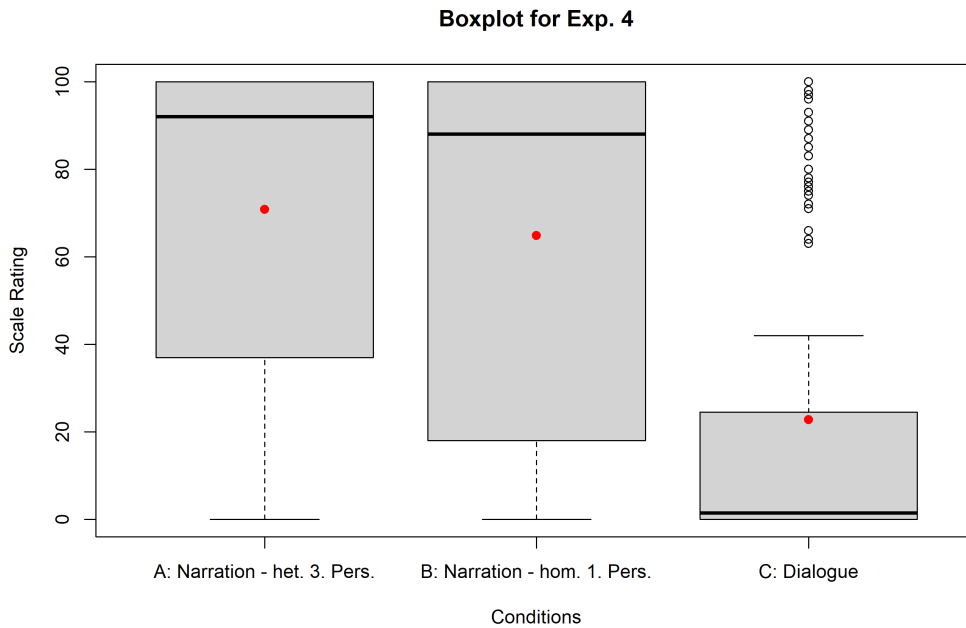 Boxplot for Exp. 4
Scale Rating
100
80
60
40
20
0
A: Narration - het. 3. Pers.
B: Narration - hom. 1. Pers.
C: Dialogue
Conditions